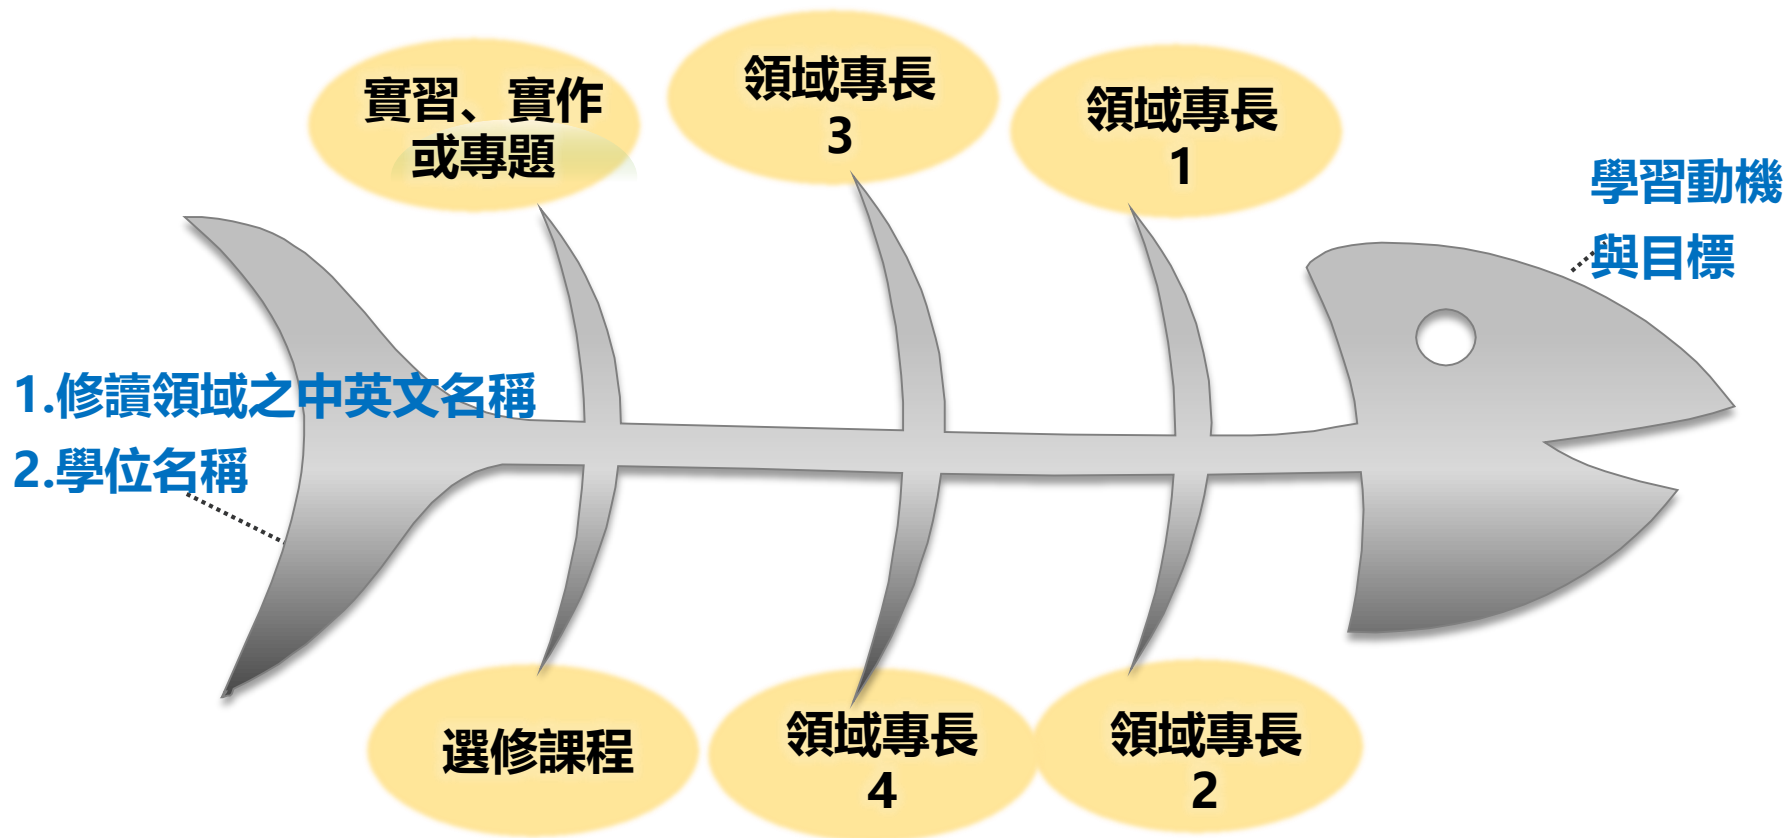 實習、實作
或專題
領域專長
3
領域專長
1
學習動機
與目標
1.修讀領域之中英文名稱
2.學位名稱
選修課程
領域專長
4
領域專長
2